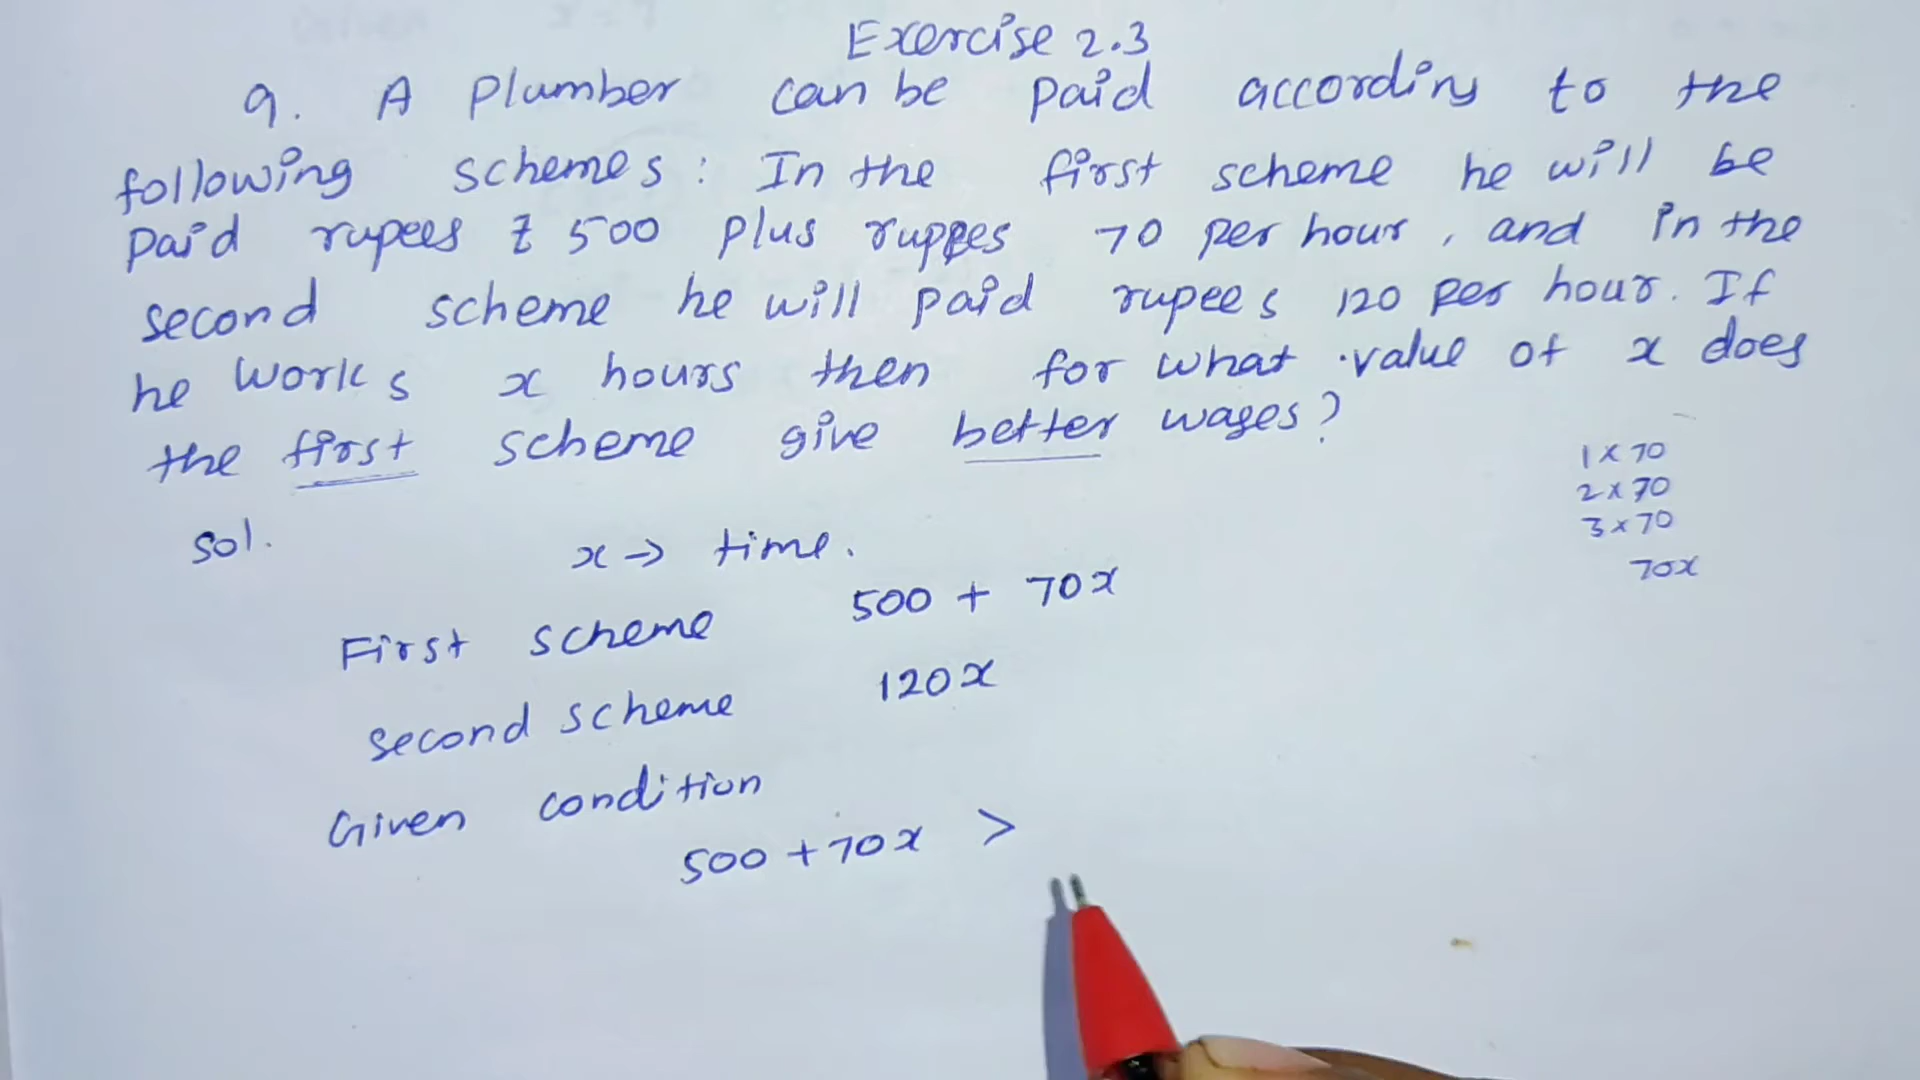 Exercise 2.3
9. A Plumber can be paid according to the
following schemes: In the first scheme he will be
paid rupees ₹ 500 plus rupees 70 per hour, and in the
second scheme he will paid rupees 120 per hour. If
he works x hours then for what value of x does
the first scheme give better wages?
1 x 70
2 x 70
3 x 70
70x
Sol. x → time.
First scheme 500 + 70x
Second scheme 120x
Given condition
500 + 70x >